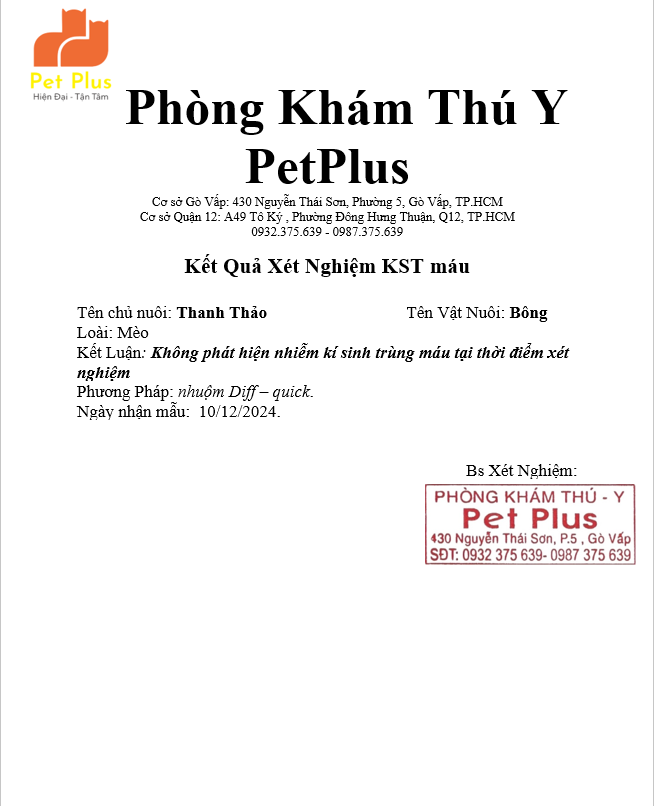 Pet Plus
Hiện Đại - Tận Tâm
Phòng Khám Thú Y
PetPlus
Cơ sở Gò Vấp: 430 Nguyễn Thái Sơn, Phường 5, Gò Vấp, TP.HCM
Cơ sở Quận 12: A49 Tô Ký , Phường Đông Hưng Thuận, Q12, TP.HCM
0932.375.639 - 0987.375.639
Kết Quả Xét Nghiệm KST máu
Tên chủ nuôi: Thanh Thảo Tên Vật Nuôi: Bông
Loài: Mèo
Kết Luận: Không phát hiện nhiễm kí sinh trùng máu tại thời điểm xét
nghiệm
Phương Pháp: nhuộm Diff – quick.
Ngày nhận mẫu: 10/12/2024.
Bs Xét Nghiệm:
PHÒNG KHÁM THÚ - Y
Pet Plus
430 Nguyễn Thái Sơn, P.5 , Gò Vấp
SĐT: 0932 375 639- 0987 375 639